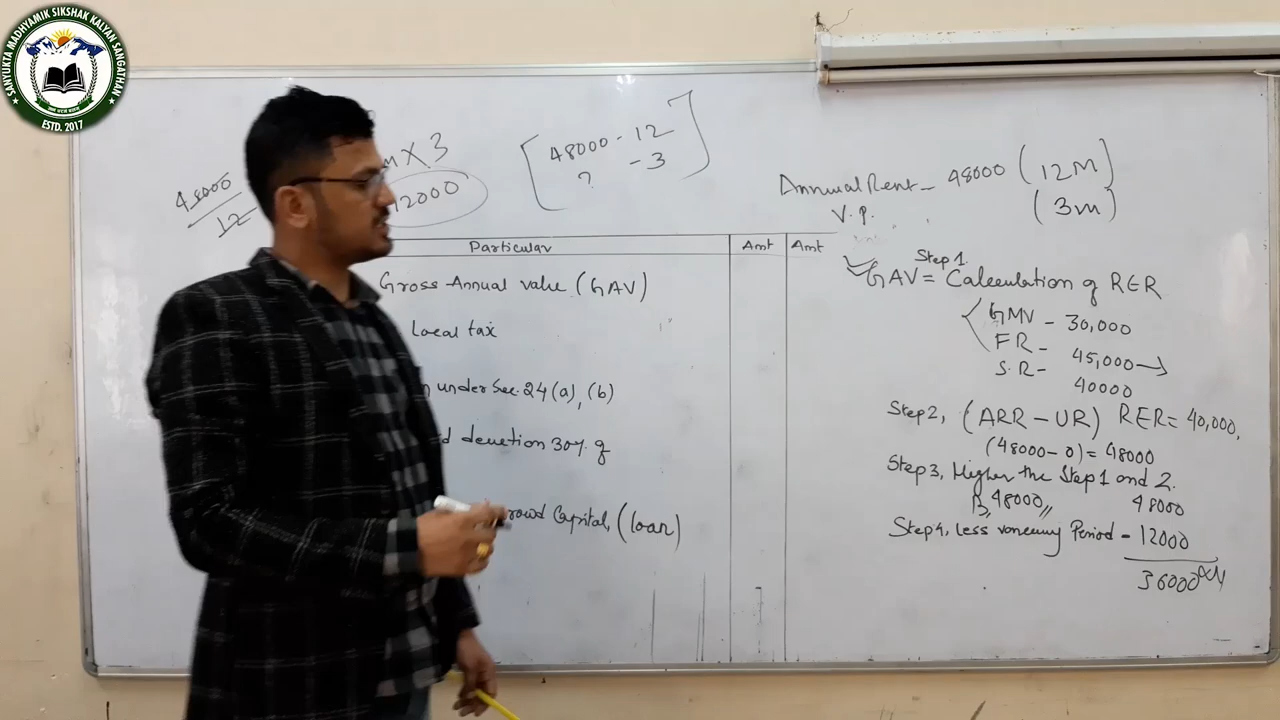 SANYUKTA MADHYAMIK SIKSHAK KALYAN SANGATHAN
ESTD. 2017
48000
12
X 3
12000
48000 - 12
? - 3
Annual Rent - 48000 (12M)
V.P. (3m)
Particular Amt Amt
Gross Annual value (GAV)
Local tax
under Sec. 24 (a), (b)
30%. of
Capital, (loan)
Step 1
GAV = Calculation of RER
GMV - 30,000
FR - 45,000 →
S.R - 40000
Step 2, (ARR - UR) RER = 40,000,
(48000 - 0) = 48000
Step 3, Higher the Step 1 and 2.
48000 48000
Step 4, Less Period - 12000
36000